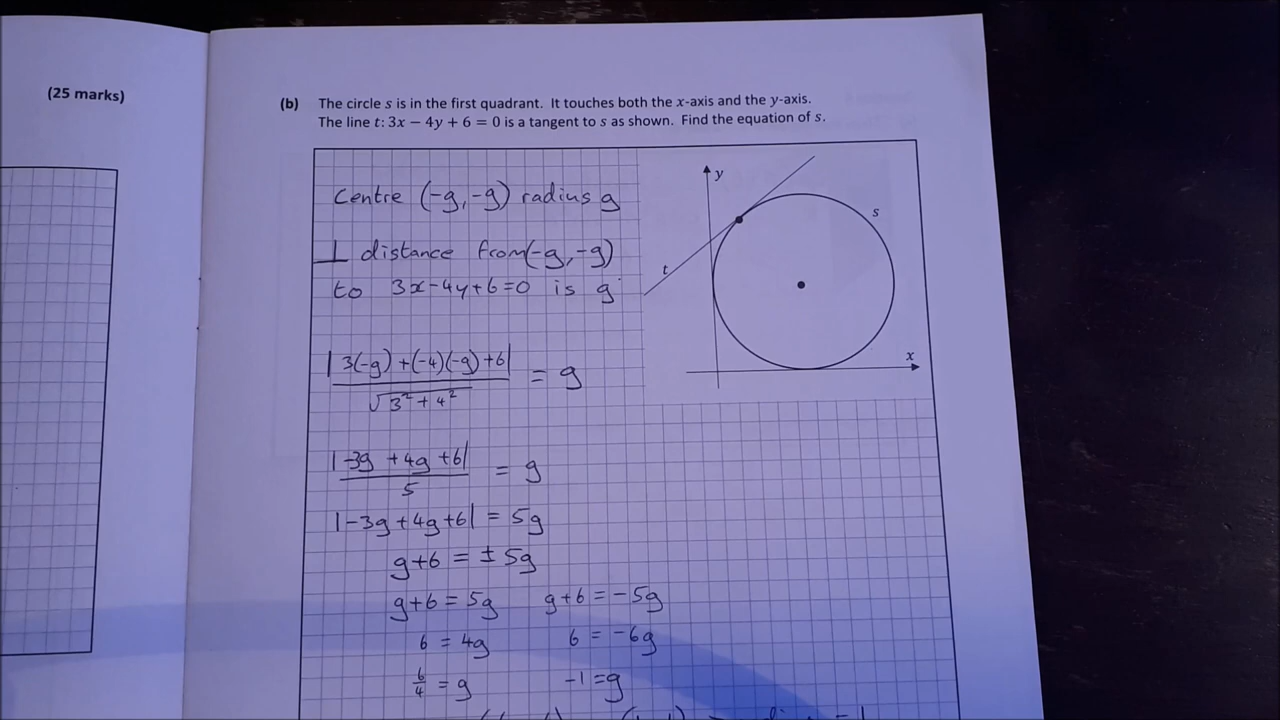 (25 marks)
(b) The circle s is in the first quadrant. It touches both the x-axis and the y-axis.
The line t: 3x − 4y + 6 = 0 is a tangent to s as shown. Find the equation of s.
Centre (-g,-g) radius g
⊥ distance from (-g,-g)
to 3x-4y+6=0 is g
|3(-g)+(-4)(-g)+6|
√3²+4²
= g
|-3g+4g+6|
5
= g
|-3g+4g+6| = 5g
g+6 = ±5g
g+6 = 5g g+6 = -5g
6 = 4g 6 = -6g
6/4 = g -1 = g
y
s
t
x